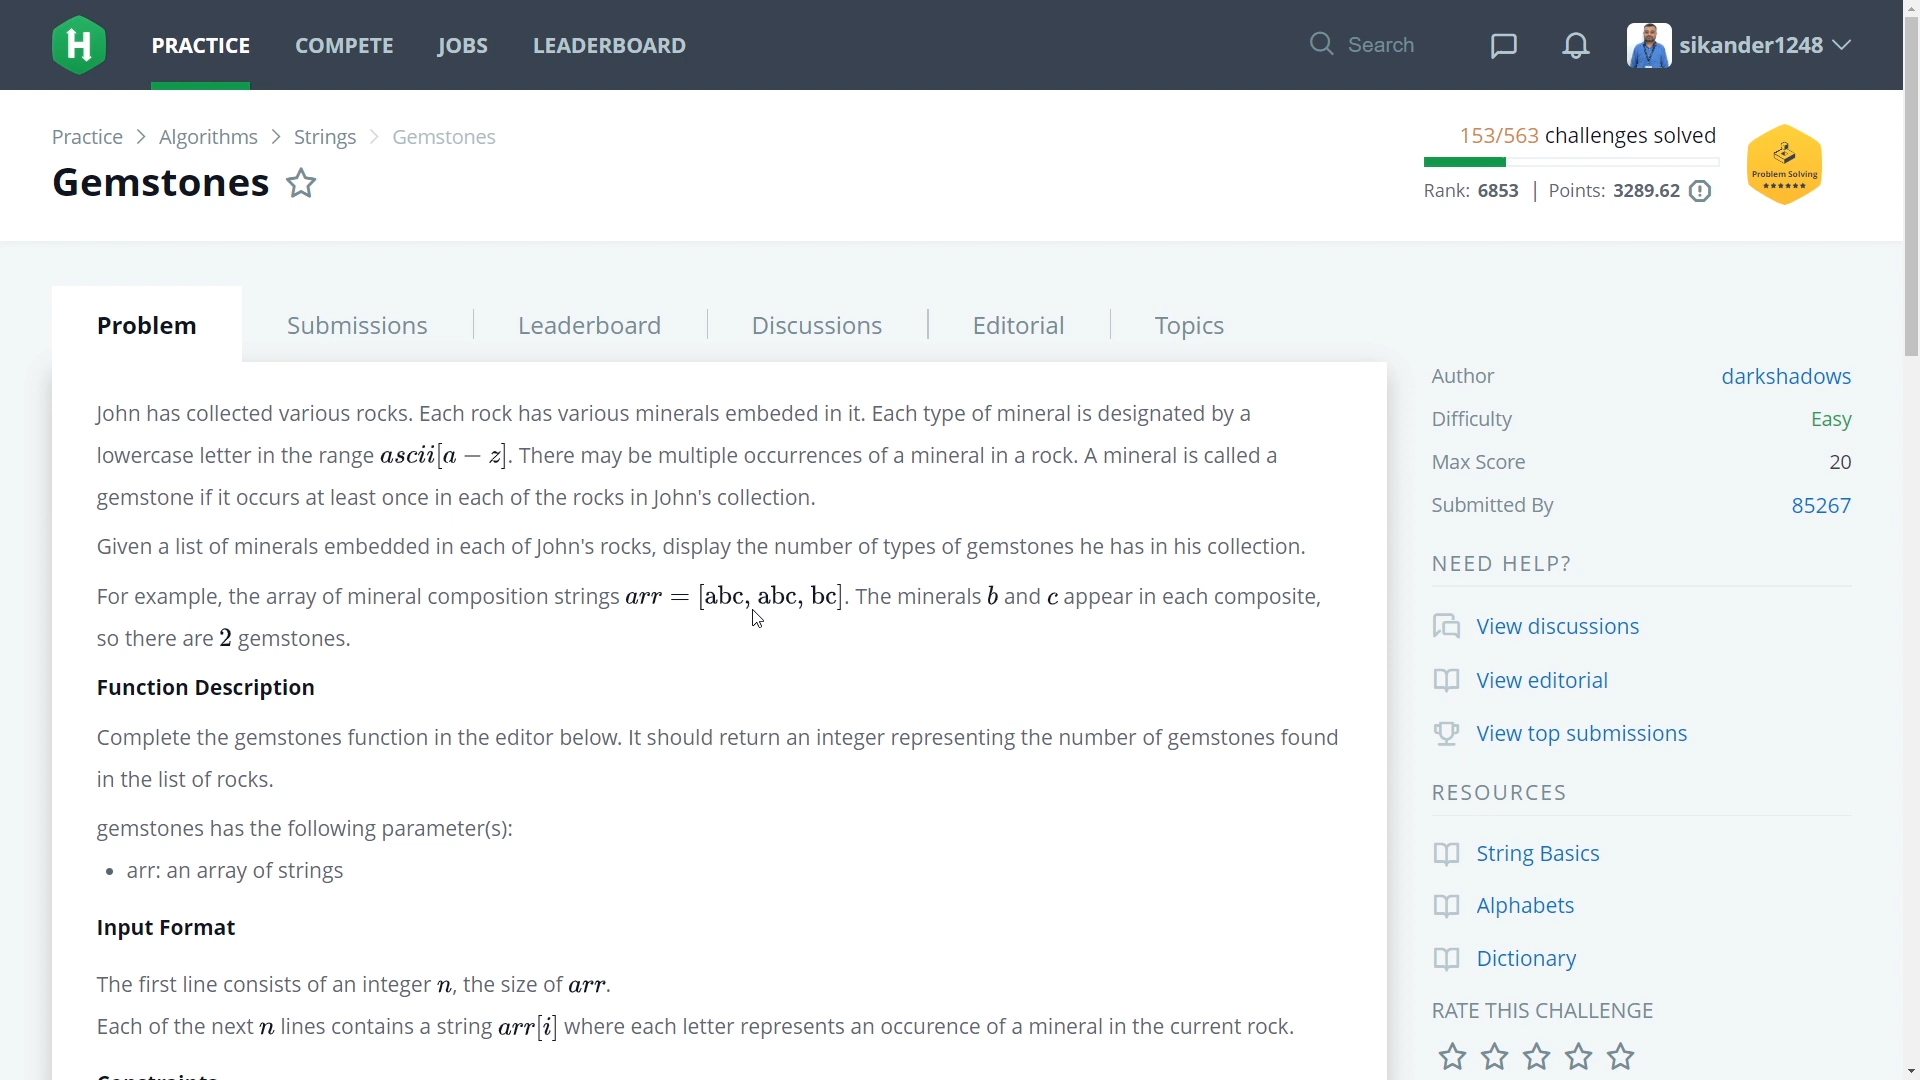 PRACTICE COMPETE JOBS LEADERBOARD Search sikander1248
Practice > Algorithms > Strings > Gemstones
Gemstones
153/563 challenges solved
Rank: 6853 | Points: 3289.62
Problem Solving
Problem Submissions Leaderboard Discussions Editorial Topics
John has collected various rocks. Each rock has various minerals embeded in it. Each type of mineral is designated by a
lowercase letter in the range ascii[a − z]. There may be multiple occurrences of a mineral in a rock. A mineral is called a
gemstone if it occurs at least once in each of the rocks in John's collection.
Given a list of minerals embedded in each of John's rocks, display the number of types of gemstones he has in his collection.
For example, the array of mineral composition strings arr = [abc, abc, bc]. The minerals b and c appear in each composite,
so there are 2 gemstones.
Function Description
Complete the gemstones function in the editor below. It should return an integer representing the number of gemstones found
in the list of rocks.
gemstones has the following parameter(s):
• arr: an array of strings
Input Format
The first line consists of an integer n, the size of arr.
Each of the next n lines contains a string arr[i] where each letter represents an occurence of a mineral in the current rock.
Author darkshadows
Difficulty Easy
Max Score 20
Submitted By 85267
NEED HELP?
View discussions
View editorial
View top submissions
RESOURCES
String Basics
Alphabets
Dictionary
RATE THIS CHALLENGE